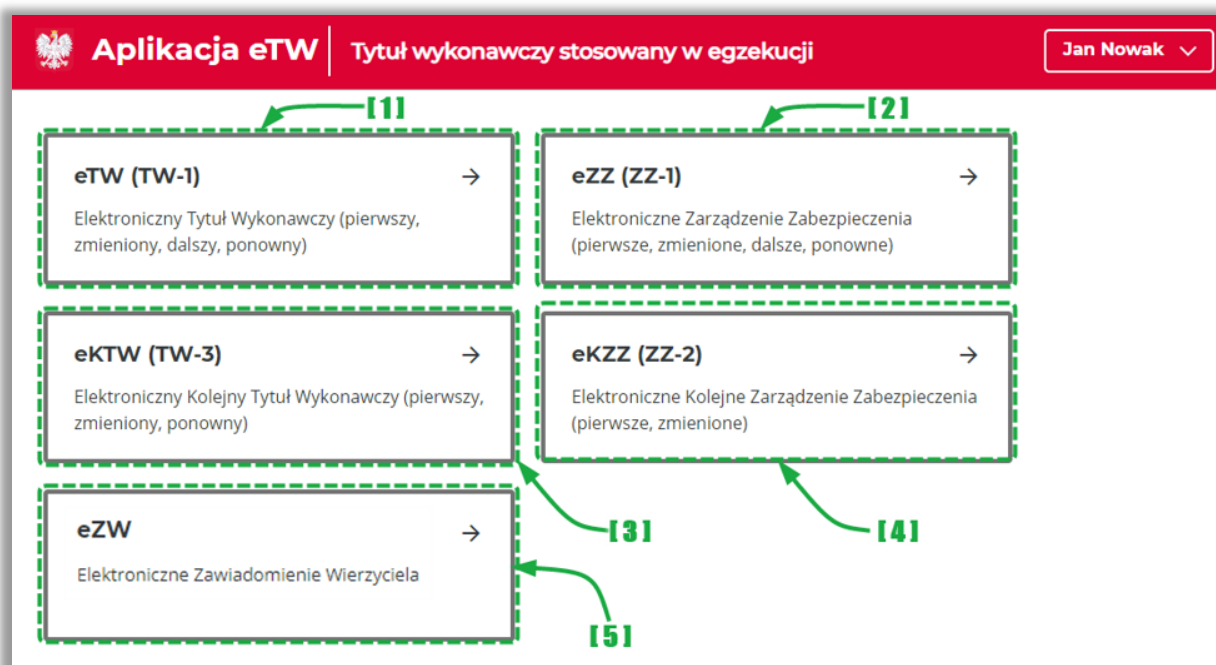 Aplikacja eTW
Tytuł wykonawczy stosowany w egzekucji
Jan Nowak
[1]
[2]
eTW (TW-1)
Elektroniczny Tytuł Wykonawczy (pierwszy,
zmieniony, dalszy, ponowny)
eZZ (ZZ-1)
Elektroniczne Zarządzenie Zabezpieczenia
(pierwsze, zmienione, dalsze, ponowne)
eKTW (TW-3)
Elektroniczny Kolejny Tytuł Wykonawczy (pierwszy,
zmieniony, ponowny)
eKZZ (ZZ-2)
Elektroniczne Kolejne Zarządzenie Zabezpieczenia
(pierwsze, zmienione)
[3]
[4]
eZW
Elektroniczne Zawiadomienie Wierzyciela
[5]